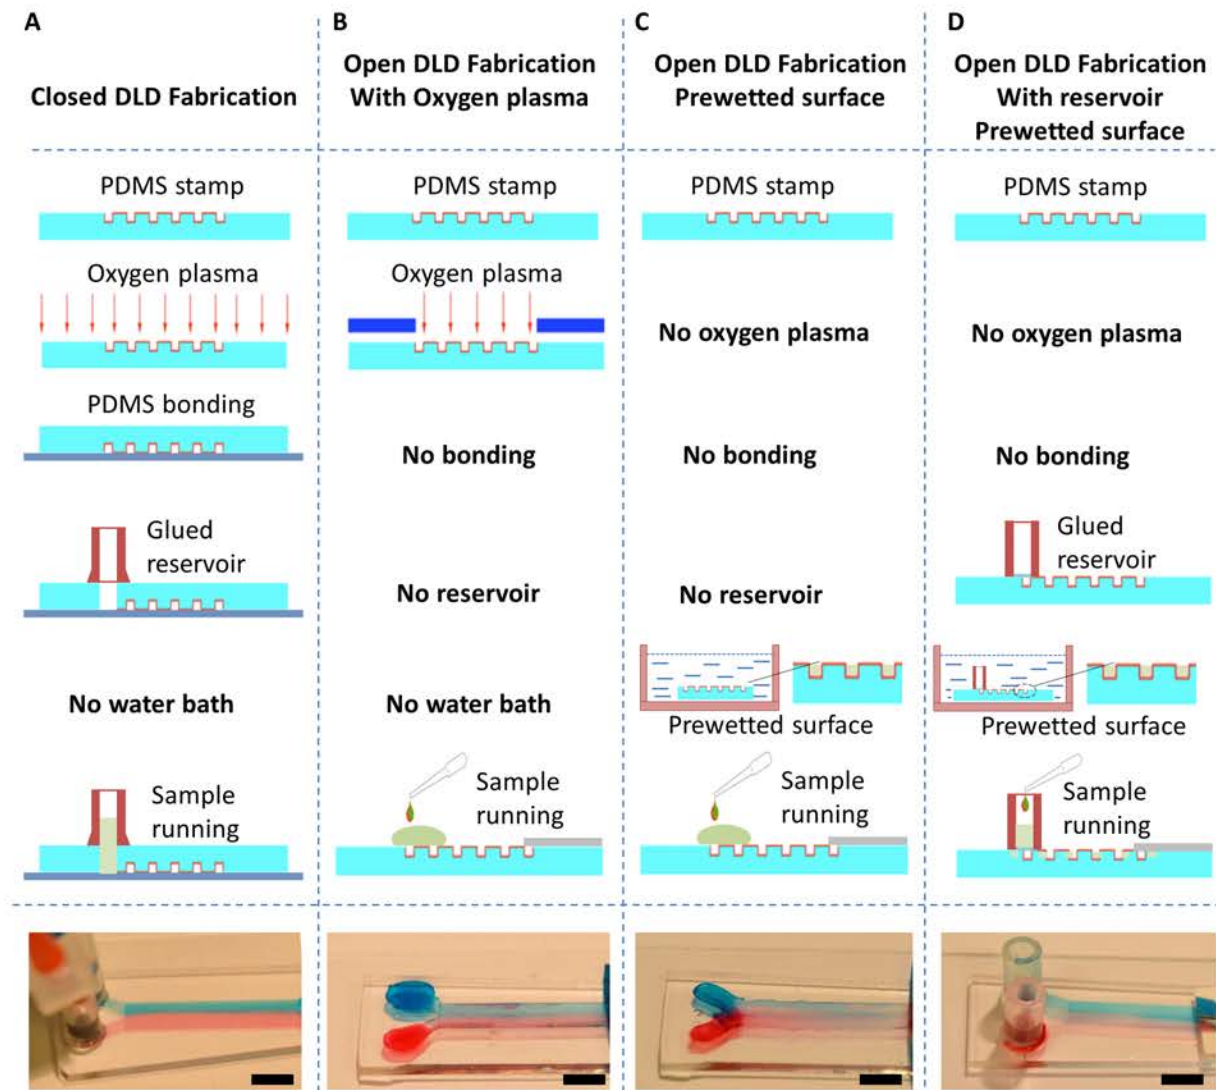 A
Closed DLD Fabrication
PDMS stamp
Oxygen plasma
PDMS bonding
Glued
reservoir
No water bath
Sample
running
B
Open DLD Fabrication
With Oxygen plasma
PDMS stamp
Oxygen plasma
No bonding
No reservoir
No water bath
Sample
running
C
Open DLD Fabrication
Prewetted surface
PDMS stamp
No oxygen plasma
No bonding
No reservoir
Prewetted surface
Sample
running
D
Open DLD Fabrication
With reservoir
Prewetted surface
PDMS stamp
No oxygen plasma
No bonding
Glued
reservoir
Prewetted surface
Sample
running